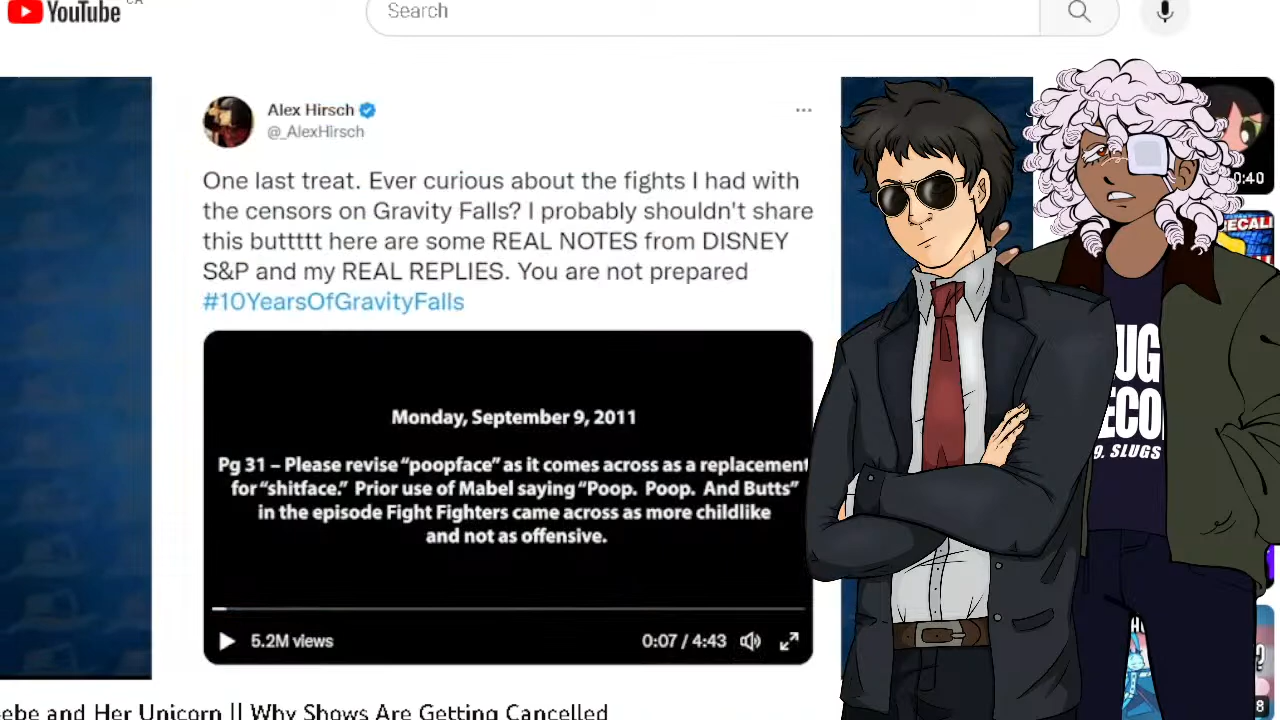 YouTube CA
Search
Alex Hirsch
@_AlexHirsch
One last treat. Ever curious about the fights I had with
the censors on Gravity Falls? I probably shouldn't share
this buttttt here are some REAL NOTES from DISNEY
S&P and my REAL REPLIES. You are not prepared
#10YearsOfGravityFalls
Monday, September 9, 2011
Pg 31 – Please revise “poopface” as it comes across as a replacement
for “shitface.” Prior use of Mabel saying “Poop. Poop. And Butts”
in the episode Fight Fighters came across as more childlike
and not as offensive.
5.2M views
0:07 / 4:43
0:40
UG
ECO
9. SLUGS
ebe and Her Unicorn || Why Shows Are Getting Cancelled